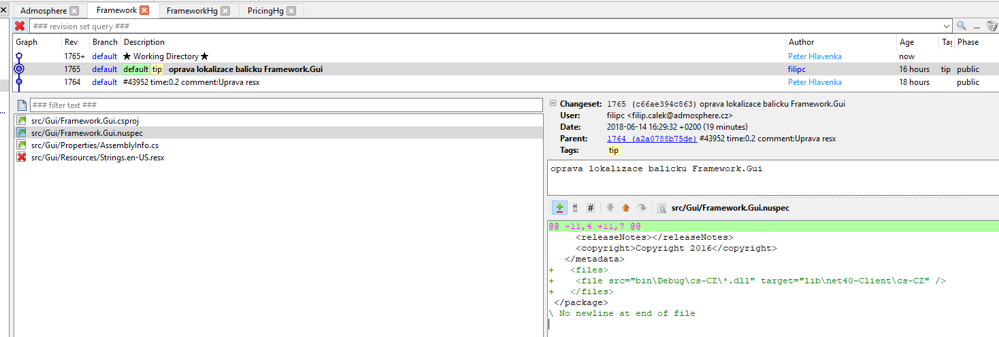 Admosphere Framework FrameworkHg PricingHg
### revision set query ### ...
Graph Rev Branch Description Author Age Tag Phase
1765+ default ★ Working Directory ★ Peter Hlavenka now
1765 default default tip oprava lokalizace balicku Framework.Gui filipc 16 hours tip public
1764 default #43952 time:0.2 comment:Uprava resx Peter Hlavenka 18 hours public
### filter text ###
src/Gui/Framework.Gui.csproj
src/Gui/Framework.Gui.nuspec
src/Gui/Properties/AssemblyInfo.cs
src/Gui/Resources/Strings.en-US.resx
Changeset: 1765 (c66ae394c863) oprava lokalizace balicku Framework.Gui
User: filipc <filip.calek@admosphere.cz>
Date: 2018-06-14 16:29:32 +0200 (19 minutes)
Parent: 1764 (a2a0788b75de) #43952 time:0.2 comment:Uprava resx
Tags: tip
oprava lokalizace balicku Framework.Gui
# src/Gui/Framework.Gui.nuspec
@@ -11,4 +11,7 @@
<releaseNotes></releaseNotes>
<copyright>Copyright 2016</copyright>
</metadata>
+ <files>
+ <file src="bin\Debug\cs-CZ\*.dll" target="lib\net40-Client\cs-CZ" />
+ </files>
</package>
\ No newline at end of file